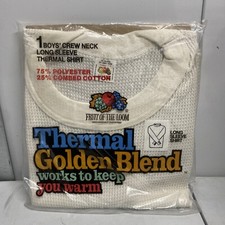 1 BOYS' CREW NECK
LONG SLEEVE
THERMAL SHIRT
75% POLYESTER
25% COMBED COTTON
FRUIT OF THE LOOM
Thermal
Golden Blend
works to keep
you warm
LONG
SLEEVE
SHIRT